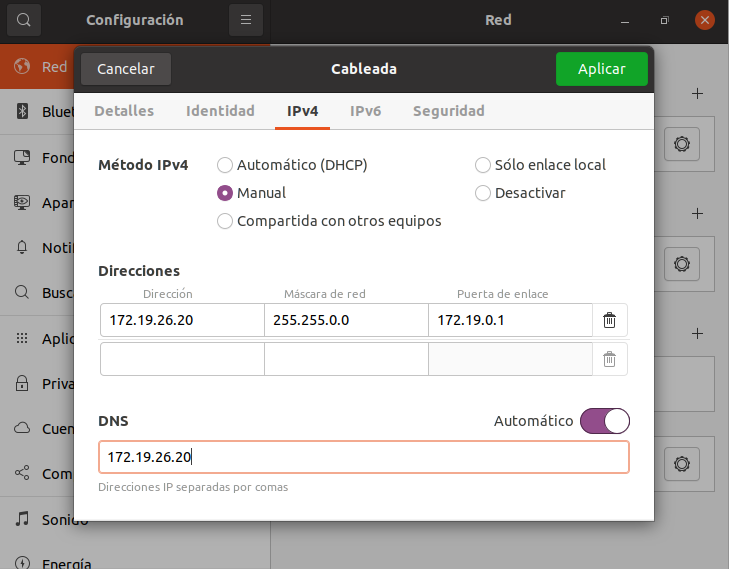 Configuración
Red
Cancelar
Cableada
Aplicar
Red
Detalles
Identidad
IPv4
IPv6
Seguridad
Blue
Fond
Apar
Notif
Busc
Aplic
Priva
Cuen
Com
Sonido
Energía
Método IPv4
Automático (DHCP)
Sólo enlace local
Manual
Desactivar
Compartida con otros equipos
Direcciones
Dirección
Máscara de red
Puerta de enlace
172.19.26.20
255.255.0.0
172.19.0.1
DNS
Automático
172.19.26.20
Direcciones IP separadas por comas